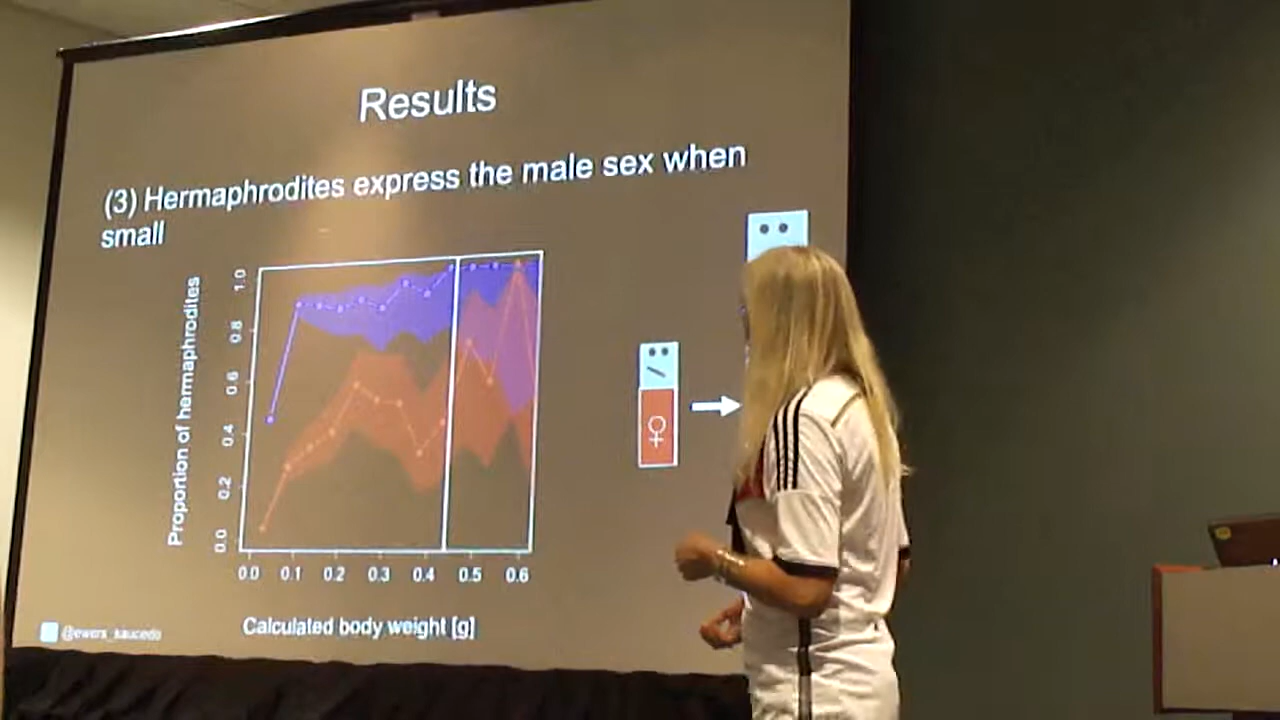 Results
(3) Hermaphrodites express the male sex when
small
Proportion of hermaphrodites
1.0
0.8
0.6
0.4
0.2
0.0
0.0 0.1 0.2 0.3 0.4 0.5 0.6
Calculated body weight [g]
@ewers_saucedo
♀